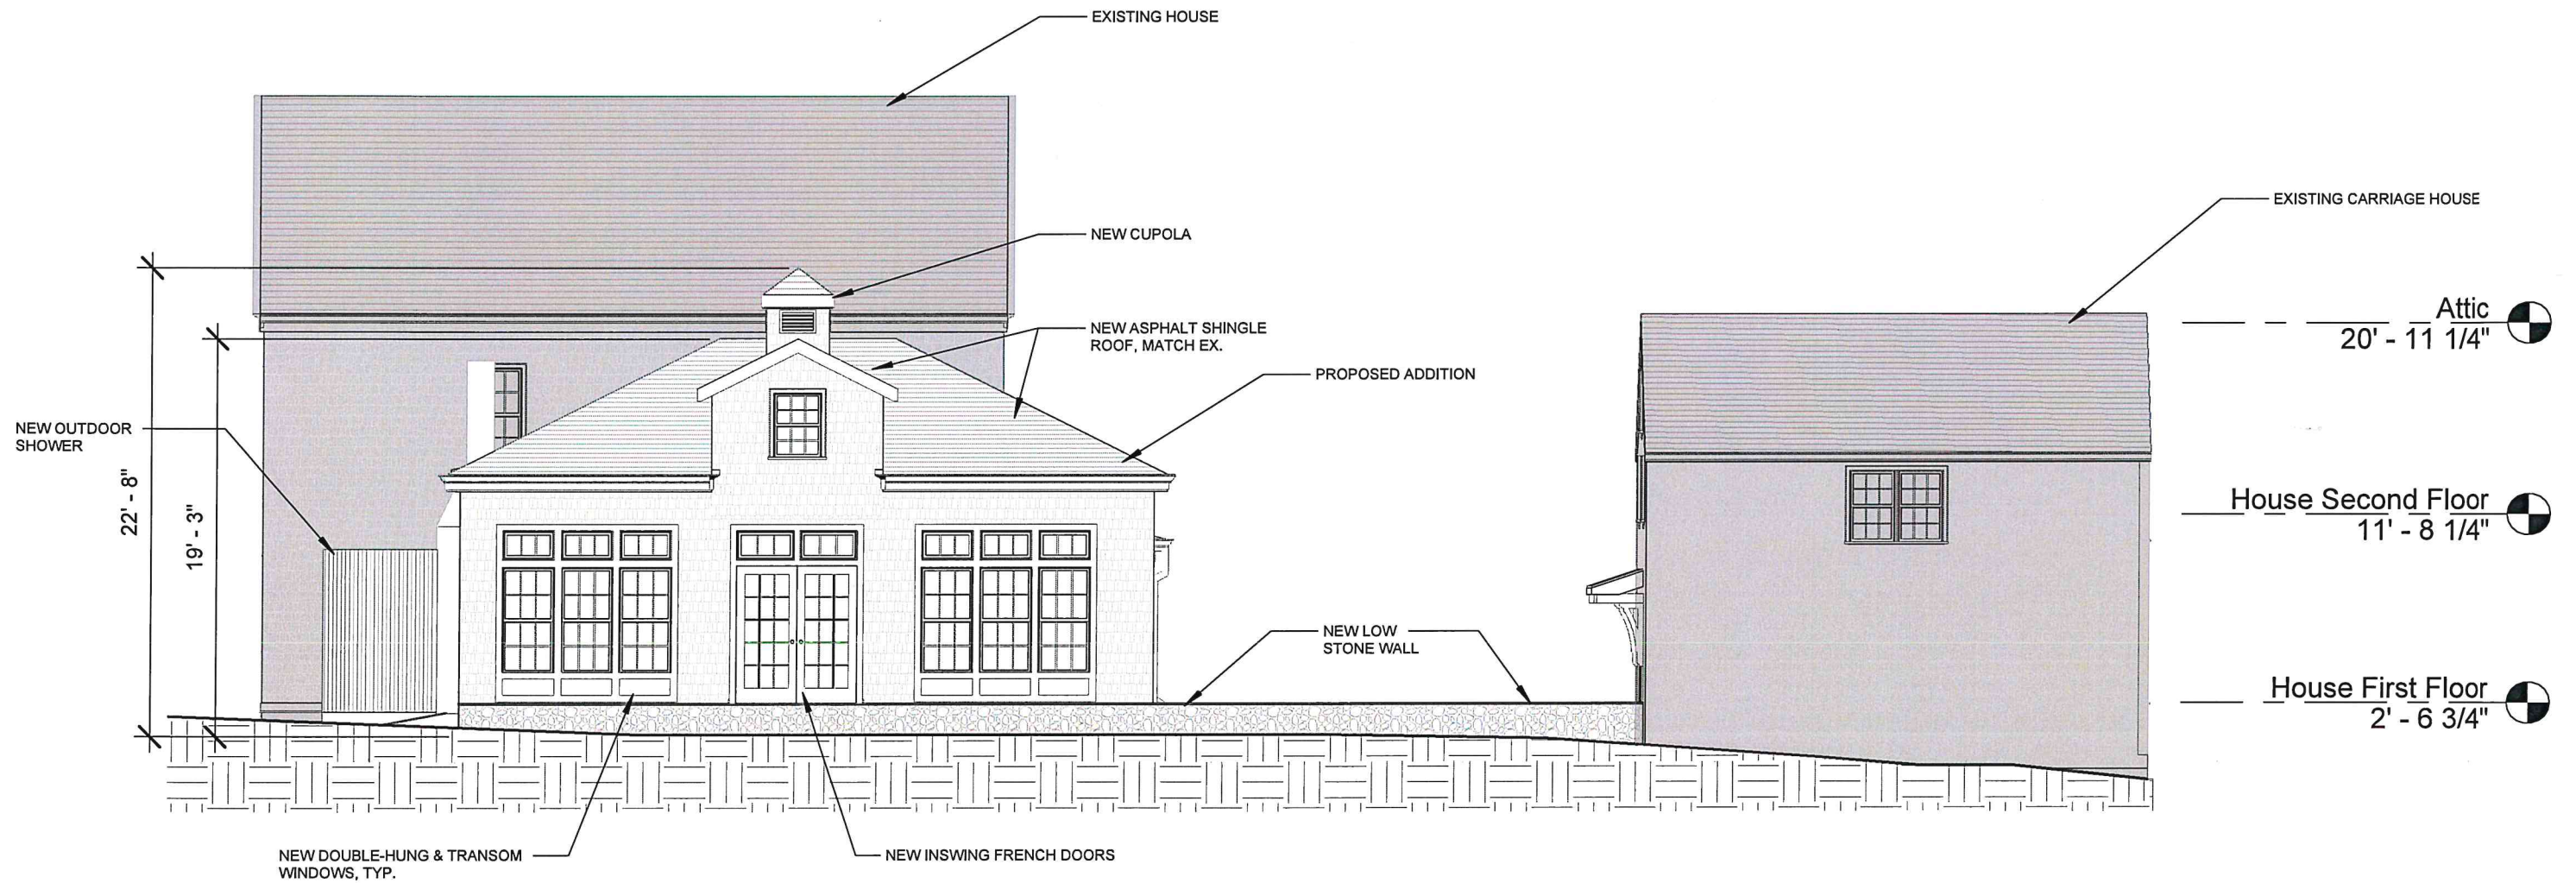 EXISTING HOUSE
EXISTING CARRIAGE HOUSE
NEW CUPOLA
Attic
20' - 11 1/4"
NEW ASPHALT SHINGLE
ROOF, MATCH EX.
PROPOSED ADDITION
NEW OUTDOOR
SHOWER
22' - 8"
19' - 3"
House Second Floor
11' - 8 1/4"
NEW LOW
STONE WALL
House First Floor
2' - 6 3/4"
NEW DOUBLE-HUNG & TRANSOM
WINDOWS, TYP.
NEW INSWING FRENCH DOORS